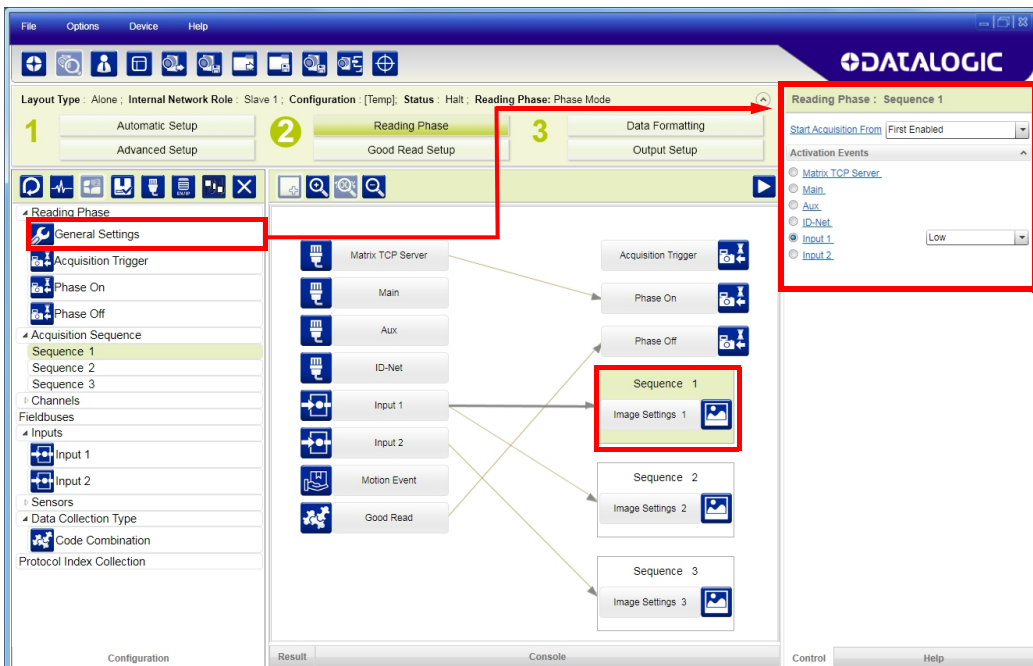 File Options Device Help
DATALOGIC
Layout Type : Alone ; Internal Network Role : Slave 1 ; Configuration : [Temp]; Status : Halt ; Reading Phase: Phase Mode
1 Automatic Setup
Advanced Setup
2 Reading Phase
Good Read Setup
3 Data Formatting
Output Setup
Reading Phase
General Settings
Acquisition Trigger
Phase On
Phase Off
Acquisition Sequence
Sequence 1
Sequence 2
Sequence 3
Channels
Fieldbuses
Inputs
Input 1
Input 2
Sensors
Data Collection Type
Code Combination
Protocol Index Collection
Configuration
Matrix TCP Server
Main
Aux
ID-Net
Input 1
Input 2
Motion Event
Good Read
Acquisition Trigger
Phase On
Phase Off
Sequence 1
Image Settings 1
Sequence 2
Image Settings 2
Sequence 3
Image Settings 3
Result Console
Reading Phase : Sequence 1
Start Acquisition From First Enabled
Activation Events
Matrix TCP Server
Main
Aux
ID-Net
Input 1 Low
Input 2
Control Help